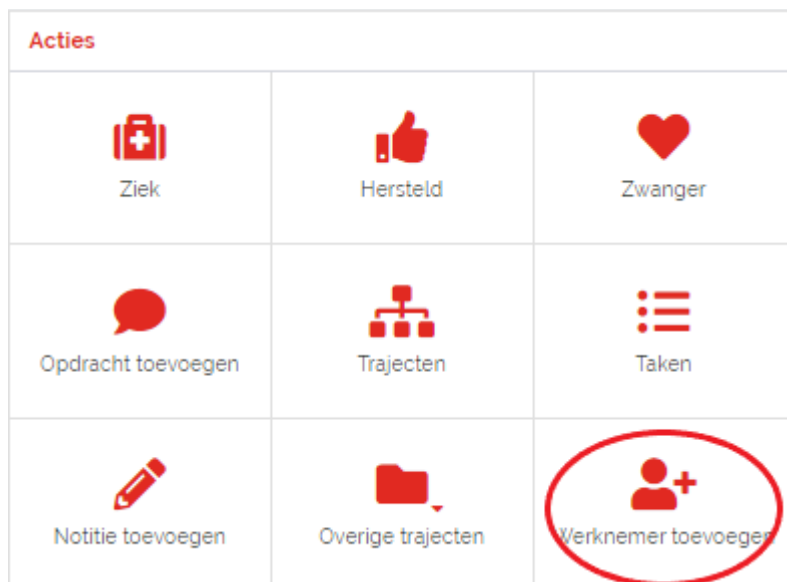 Acties
Ziek
Hersteld
Zwanger
Opdracht toevoegen
Trajecten
Taken
Notitie toevoegen
Overige trajecten
Werknemer toevoegen